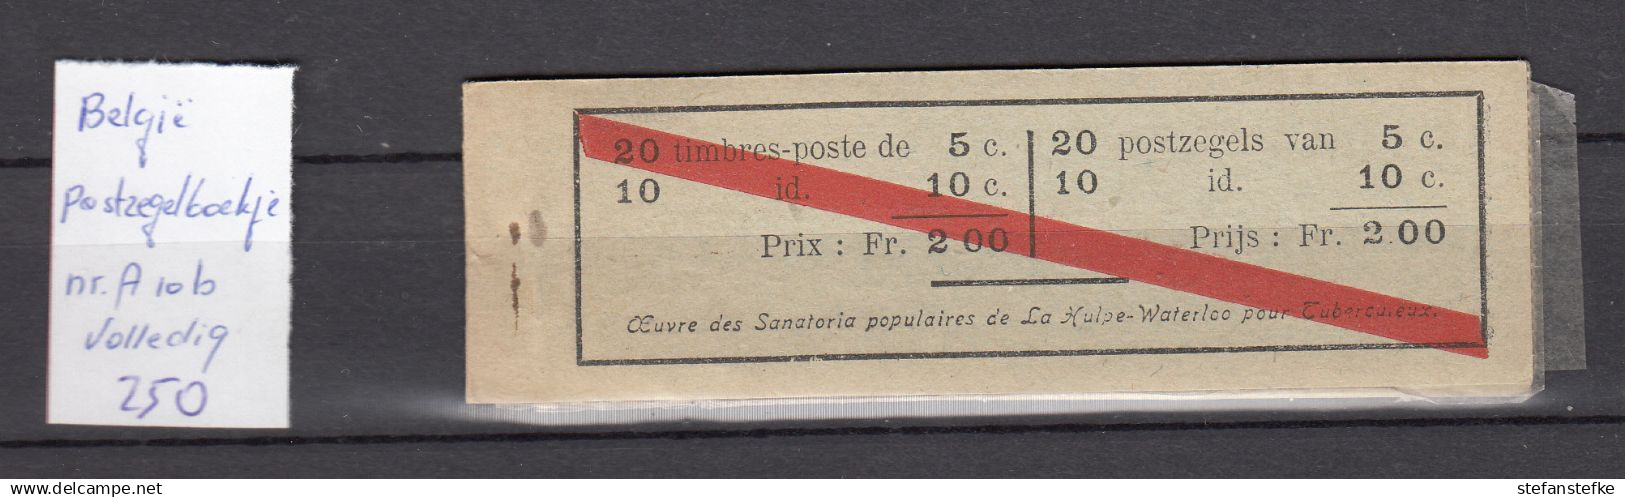 België
postzegelboekje
nr. A 10 b
Volledig
250
20 timbres-poste de 5 c.
10 id. 10 c.
Prix : Fr. 2 00
20 postzegels van 5 c.
10 id. 10 c.
Prijs : Fr. 2.00
Œuvre des Sanatoria populaires de La Hulpe-Waterloo pour Tuberculeux.
www.delcampe.net
stefanstefke